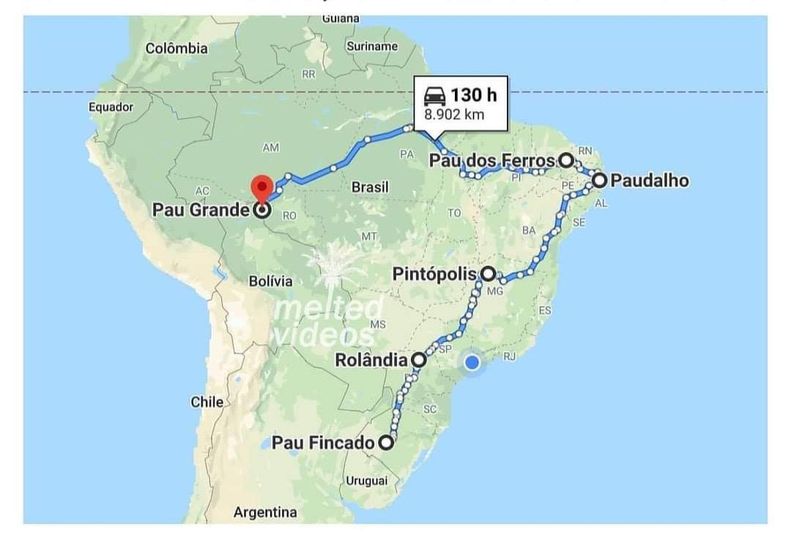 Guiana
Colômbia
Suriname
RR
Equador
130 h
8.902 km
AM
PA
Pau dos Ferros
RN
PI
Paudalho
PE
AL
AC
Brasil
Pau Grande
RO
TO
SE
BA
MT
Bolívia
Pintópolis
MG
melted
videos
ES
MS
Rolândia
SP
RJ
Chile
SC
Pau Fincado
Uruguai
Argentina